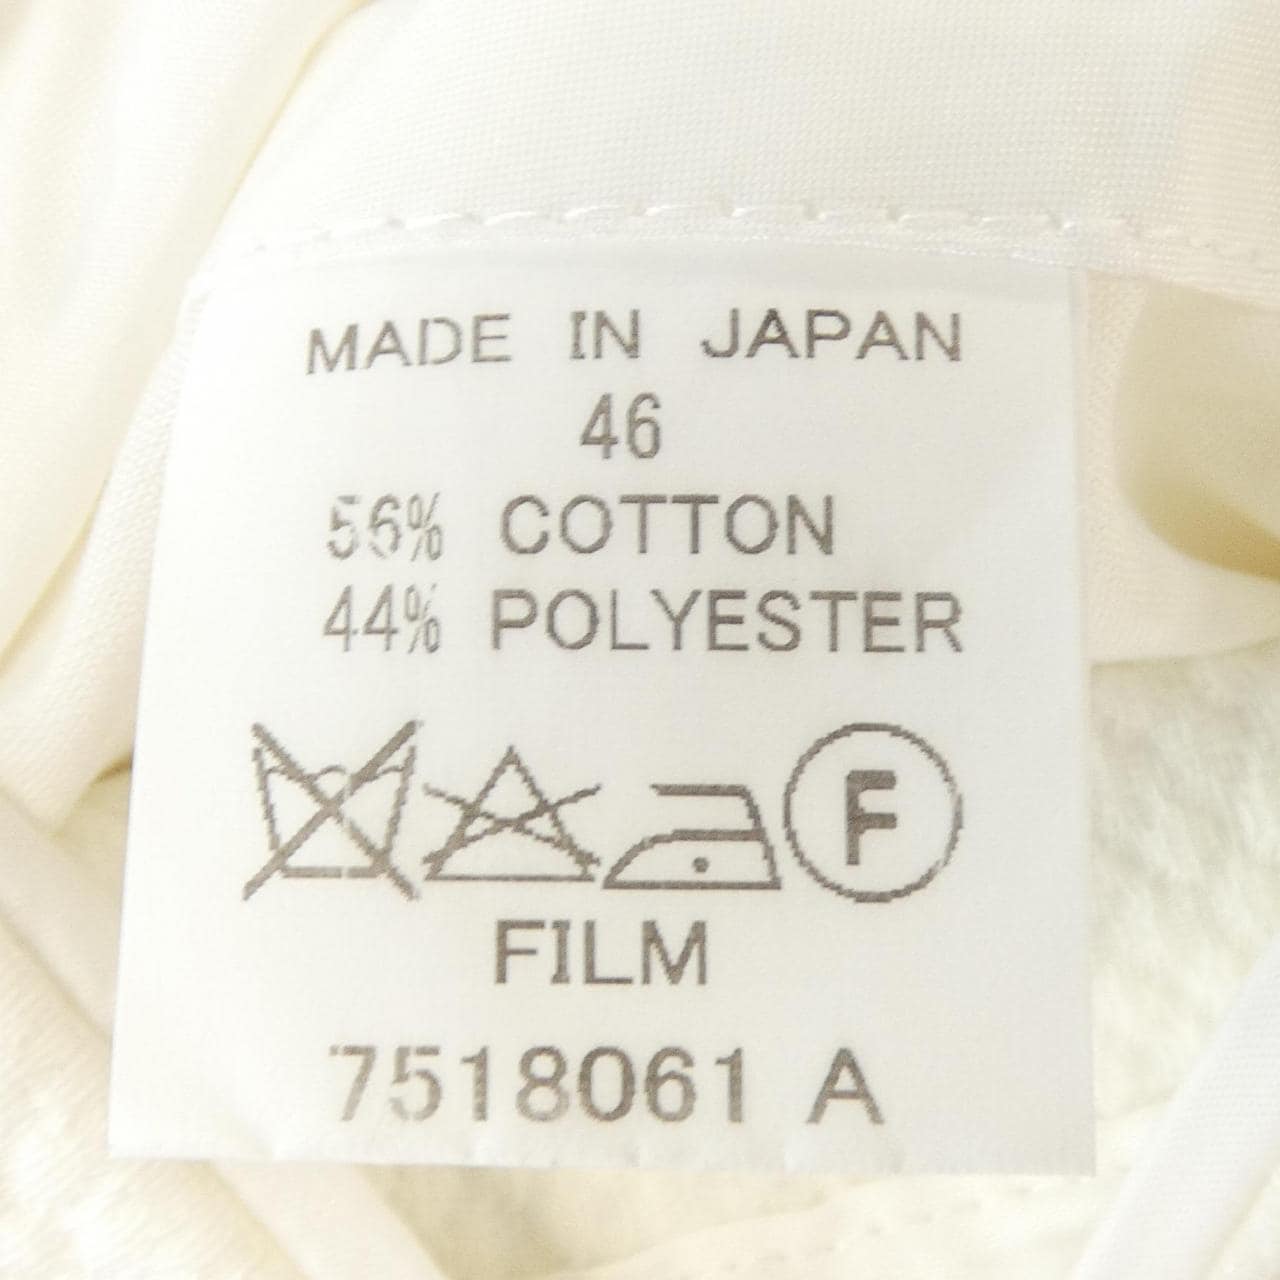 MADE IN JAPAN
46
56% COTTON
44% POLYESTER
F
FILM
7518061 A